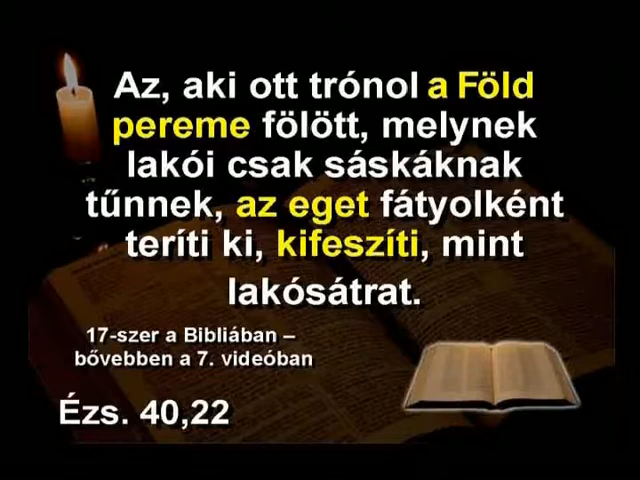 Az, aki ott trónol a Föld
pereme fölött, melynek
lakói csak sáskáknak
tűnnek, az eget fátyolként
teríti ki, kifeszíti, mint
lakósátrat.
17-szer a Bibliában –
bővebben a 7. videóban
Ézs. 40,22